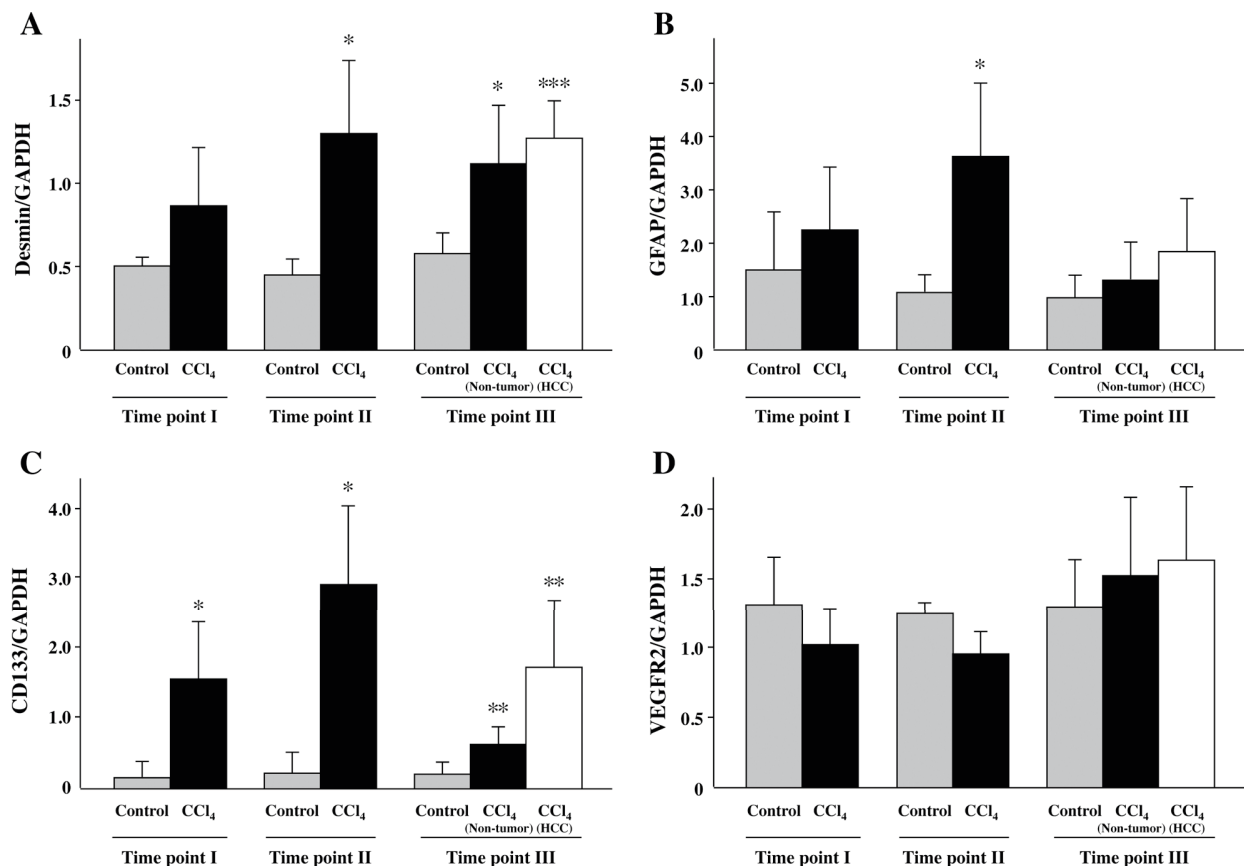 A
Desmin/GAPDH
1.5
1.0
0.5
0
*
*
***
Control CCl₄
Control CCl₄
Control CCl₄ CCl₄
(Non-tumor) (HCC)
Time point I
Time point II
Time point III
B
GFAP/GAPDH
5.0
4.0
3.0
2.0
1.0
0
*
Control CCl₄
Control CCl₄
Control CCl₄ CCl₄
(Non-tumor) (HCC)
Time point I
Time point II
Time point III
C
CD133/GAPDH
4.0
3.0
2.0
1.0
0
*
*
**
**
Control CCl₄
Control CCl₄
Control CCl₄ CCl₄
(Non-tumor) (HCC)
Time point I
Time point II
Time point III
D
VEGFR2/GAPDH
2.0
1.5
1.0
0.5
0
Control CCl₄
Control CCl₄
Control CCl₄ CCl₄
(Non-tumor) (HCC)
Time point I
Time point II
Time point III